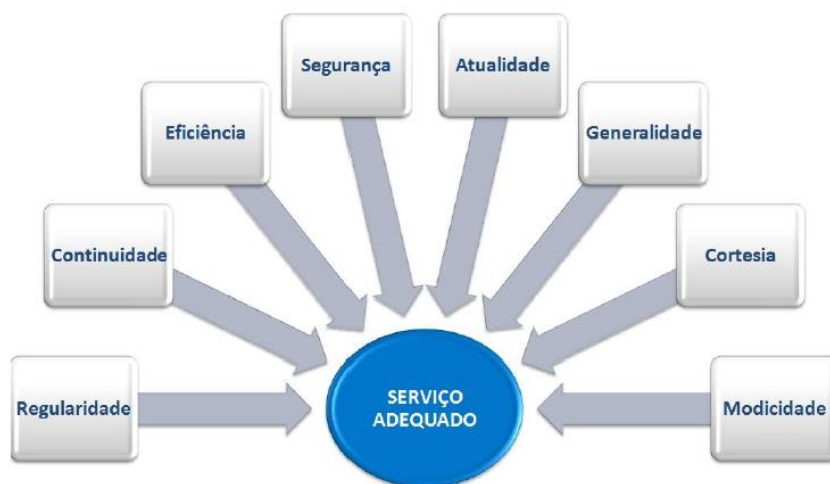 Segurança
Atualidade
Eficiência
Generalidade
Continuidade
Cortesia
Regularidade
SERVIÇO
ADEQUADO
Modicidade